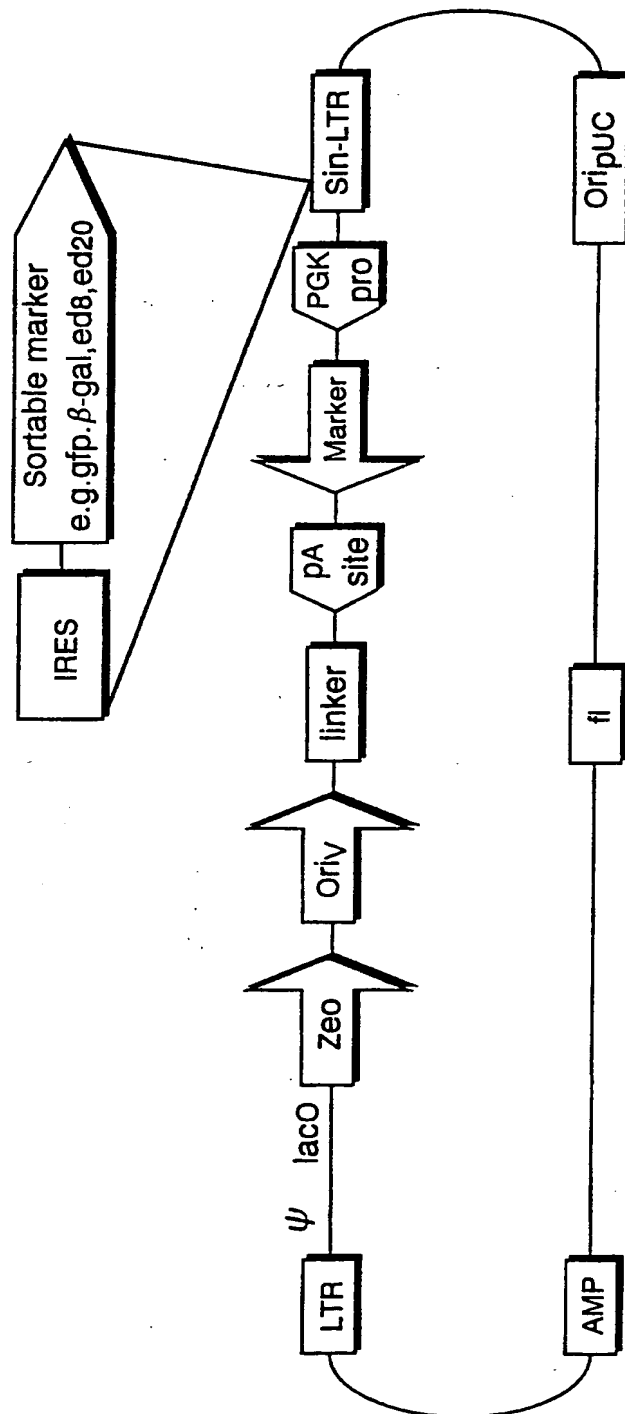 IRES
Sortable marker
e.g.gfp.β-gal,ed8,ed20
LTR
ψ
lacO
Zeo
OriV
linker
pA
site
Marker
PGK
pro
Sin-LTR
AMP
fl
OripUC